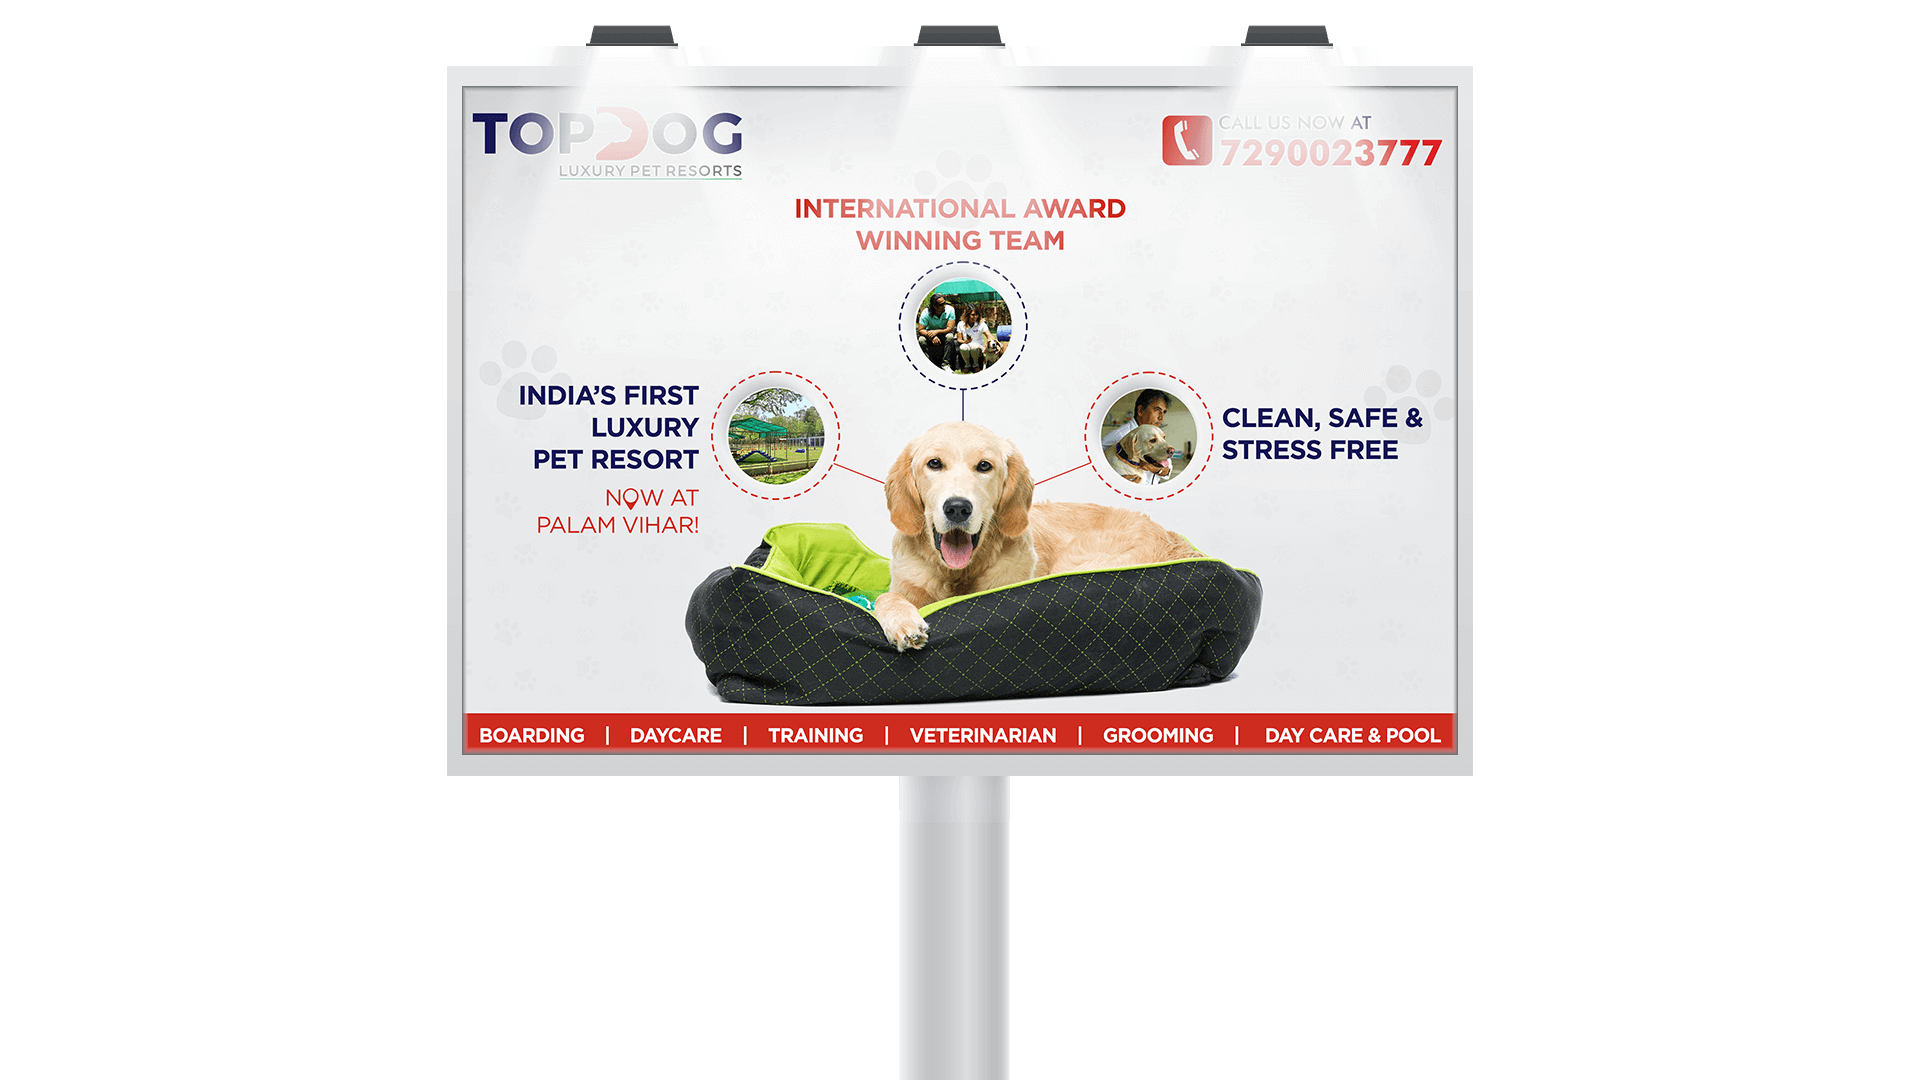 TOPDOG
LUXURY PET RESORTS
CALL US NOW AT
7290023777
INTERNATIONAL AWARD
WINNING TEAM
INDIA'S FIRST
LUXURY
PET RESORT
NOW AT
PALAM VIHAR!
CLEAN, SAFE &
STRESS FREE
BOARDING | DAYCARE | TRAINING | VETERINARIAN | GROOMING | DAY CARE & POOL